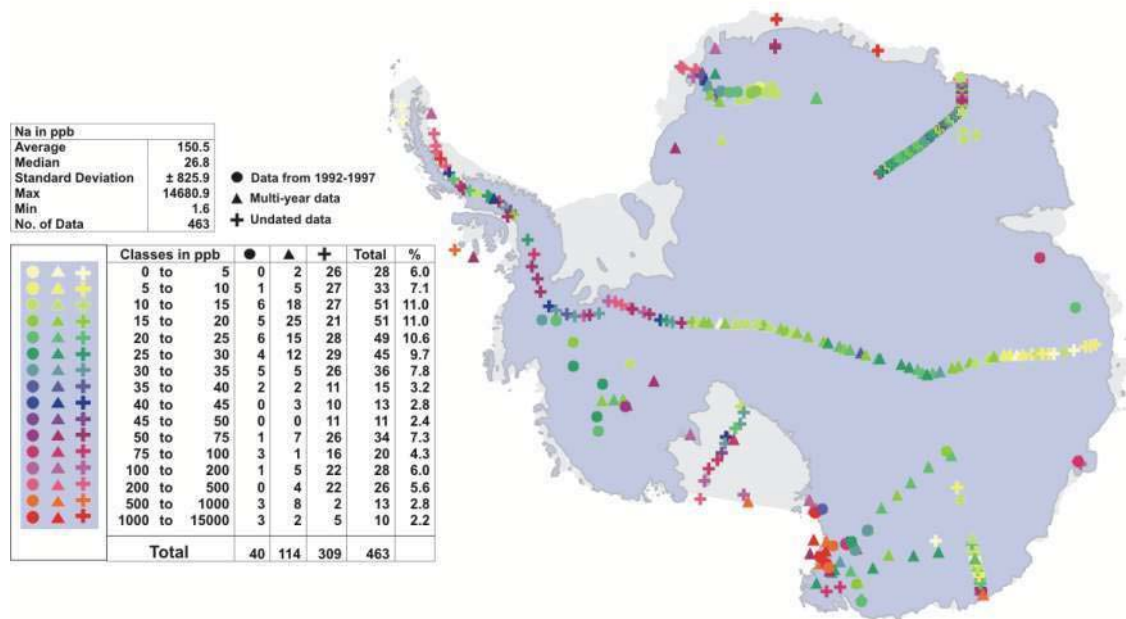 Na in ppb
Average 150.5
Median 26.8
Standard Deviation ± 825.9
Max 14680.9
Min 1.6
No. of Data 463
Data from 1992-1997
Multi-year data
Undated data
Classes in ppb Total %
0 to 5 0 2 26 28 6.0
5 to 10 1 5 27 33 7.1
10 to 15 6 18 27 51 11.0
15 to 20 5 25 21 51 11.0
20 to 25 6 15 28 49 10.6
25 to 30 4 12 29 45 9.7
30 to 35 5 5 26 36 7.8
35 to 40 2 2 11 15 3.2
40 to 45 0 3 10 13 2.8
45 to 50 0 0 11 11 2.4
50 to 75 1 7 26 34 7.3
75 to 100 3 1 16 20 4.3
100 to 200 1 5 22 28 6.0
200 to 500 0 4 22 26 5.6
500 to 1000 3 8 2 13 2.8
1000 to 15000 3 2 5 10 2.2
Total 40 114 309 463